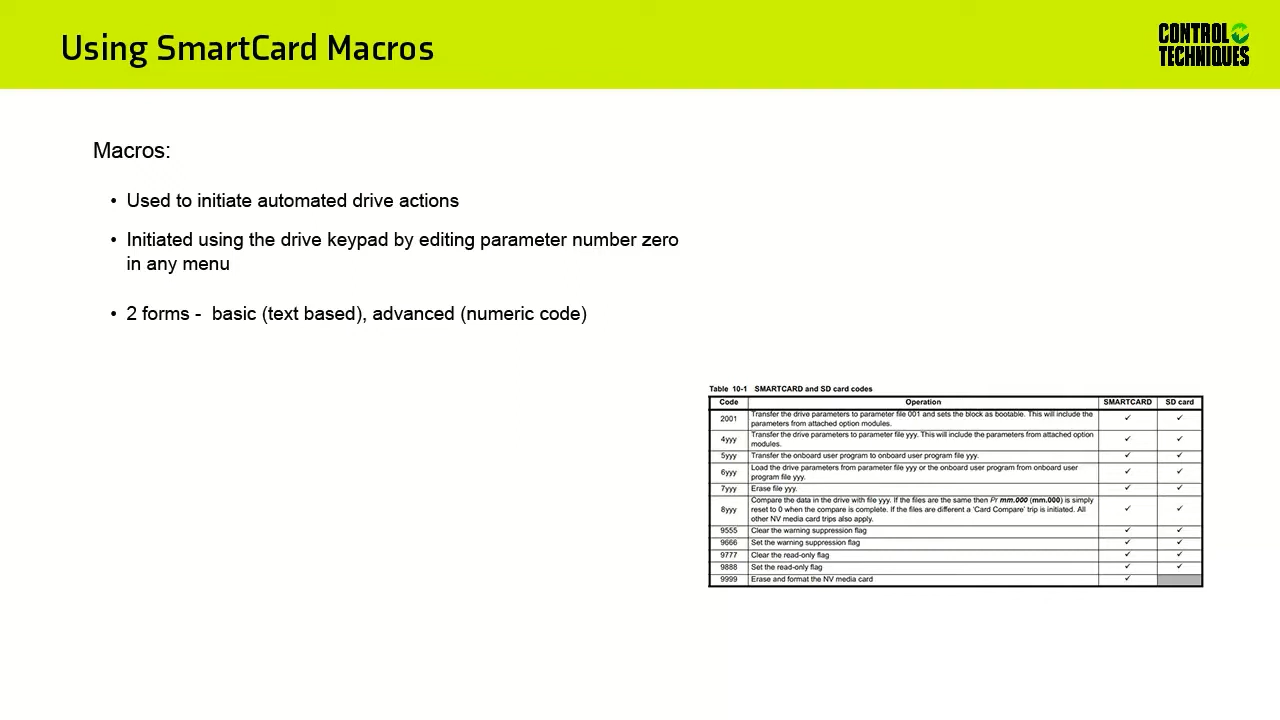 Using SmartCard Macros
CONTROL
TECHNIQUES
Macros:
• Used to initiate automated drive actions
• Initiated using the drive keypad by editing parameter number zero
in any menu
• 2 forms -  basic (text based), advanced (numeric code)
Table 10-1 SMARTCARD and SD card codes
Code Operation SMARTCARD SD card
2001 Transfer the drive parameters to parameter file 001 and sets the block as bootable. This will include the
parameters from attached option modules. ✓ ✓
4yyy Transfer the drive parameters to parameter file yyy. This will include the parameters from attached option
modules. ✓ ✓
5yyy Transfer the onboard user program to onboard user program file yyy. ✓ ✓
6yyy Load the drive parameters from parameter file yyy or the onboard user program from onboard user
program file yyy. ✓ ✓
7yyy Erase file yyy. ✓ ✓
8yyy Compare the data in the drive with file yyy. If the files are the same then Pr mm.000 (mm.000) is simply
reset to 0 when the compare is complete. If the files are different a 'Card Compare' trip is initiated. All
other NV media card trips also apply. ✓ ✓
9555 Clear the warning suppression flag ✓ ✓
9666 Set the warning suppression flag ✓ ✓
9777 Clear the read-only flag ✓ ✓
9888 Set the read-only flag ✓ ✓
9999 Erase and format the NV media card ✓